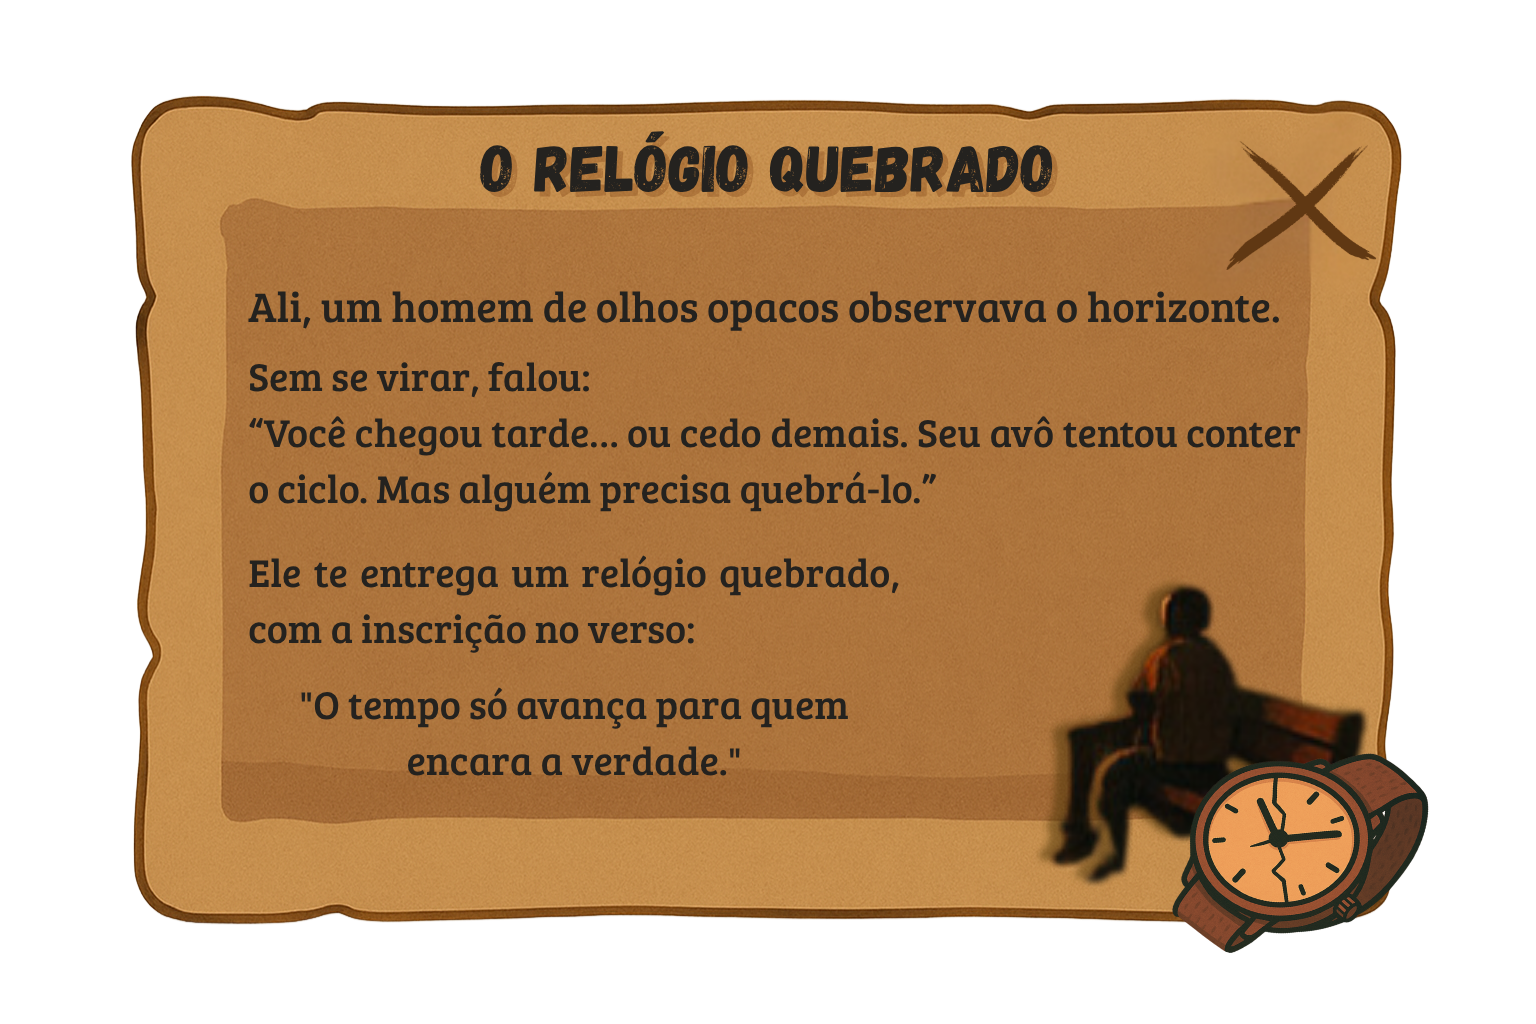 O RELÓGIO QUEBRADO
Ali, um homem de olhos opacos observava o horizonte.
Sem se virar, falou:
“Você chegou tarde... ou cedo demais. Seu avô tentou conter
o ciclo. Mas alguém precisa quebrá-lo.”
Ele te entrega um relógio quebrado,
com a inscrição no verso:
"O tempo só avança para quem
encara a verdade."